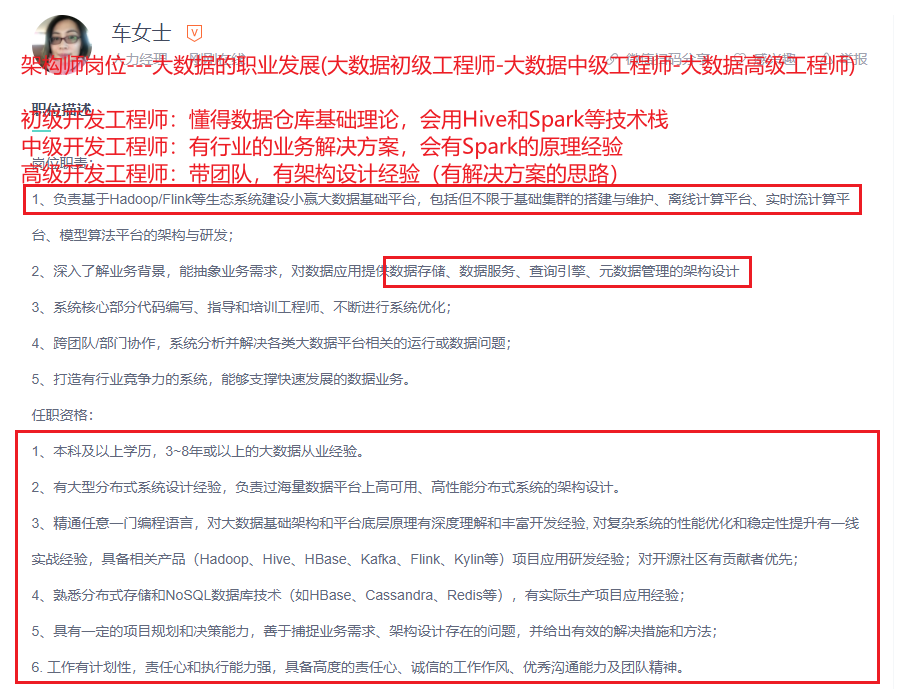 车女士
架构师岗位---大数据的职业发展(大数据初级工程师-大数据中级工程师-大数据高级工程师)
职位描述
初级开发工程师：懂得数据仓库基础理论，会用Hive和Spark等技术栈
中级开发工程师：有行业的业务解决方案，会有Spark的原理经验
岗位职责：
高级开发工程师：带团队，有架构设计经验（有解决方案的思路）
1、负责基于Hadoop/Flink等生态系统建设小赢大数据基础平台，包括但不限于基础集群的搭建与维护、离线计算平台、实时流计算平
台、模型算法平台的架构与研发；
2、深入了解业务背景，能抽象业务需求，对数据应用提供数据存储、数据服务、查询引擎、元数据管理的架构设计
3、系统核心部分代码编写、指导和培训工程师、不断进行系统优化；
4、跨团队/部门协作，系统分析并解决各类大数据平台相关的运行或数据问题；
5、打造有行业竞争力的系统，能够支撑快速发展的数据业务。
任职资格：
1、本科及以上学历，3~8年或以上的大数据从业经验。
2、有大型分布式系统设计经验，负责过海量数据平台上高可用、高性能分布式系统的架构设计。
3、精通任意一门编程语言，对大数据基础架构和平台底层原理有深度理解和丰富开发经验, 对复杂系统的性能优化和稳定性提升有一线
实战经验，具备相关产品（Hadoop、Hive、HBase、Kafka、Flink、Kylin等）项目应用研发经验；对开源社区有贡献者优先；
4、熟悉分布式存储和NoSQL数据库技术（如HBase、Cassandra、Redis等），有实际生产项目应用经验；
5、具有一定的项目规划和决策能力，善于捕捉业务需求、架构设计存在的问题，并给出有效的解决措施和方法；
6. 工作有计划性，责任心和执行能力强，具备高度的责任心、诚信的工作作风、优秀沟通能力及团队精神。